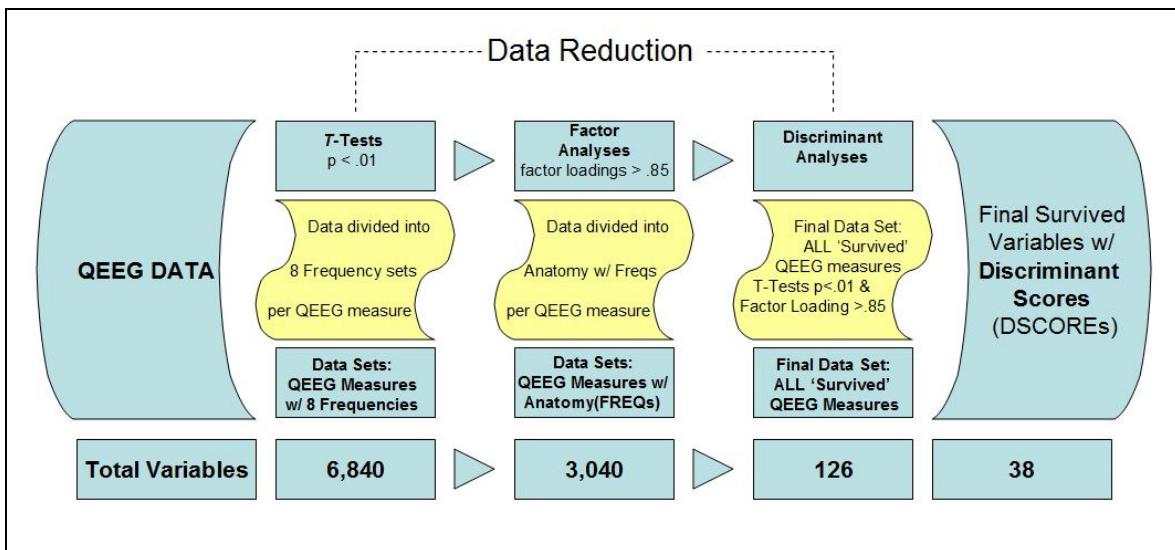 Data Reduction
QEEG DATA
T-Tests
p < .01
Data divided into
8 Frequency sets
per QEEG measure
Data Sets:
QEEG Measures
w/ 8 Frequencies
Factor
Analyses
factor loadings > .85
Data divided into
Anatomy w/ Freqs
per QEEG measure
Data Sets:
QEEG Measures w/
Anatomy(FREQs)
Discriminant
Analyses
Final Data Set:
ALL ‘Survived’
QEEG measures
T-Tests p<.01 &
Factor Loading >.85
Final Data Set:
ALL ‘Survived’
QEEG Measures
Final Survived
Variables w/
Discriminant
Scores
(DSCOREs)
Total Variables
6,840
3,040
126
38